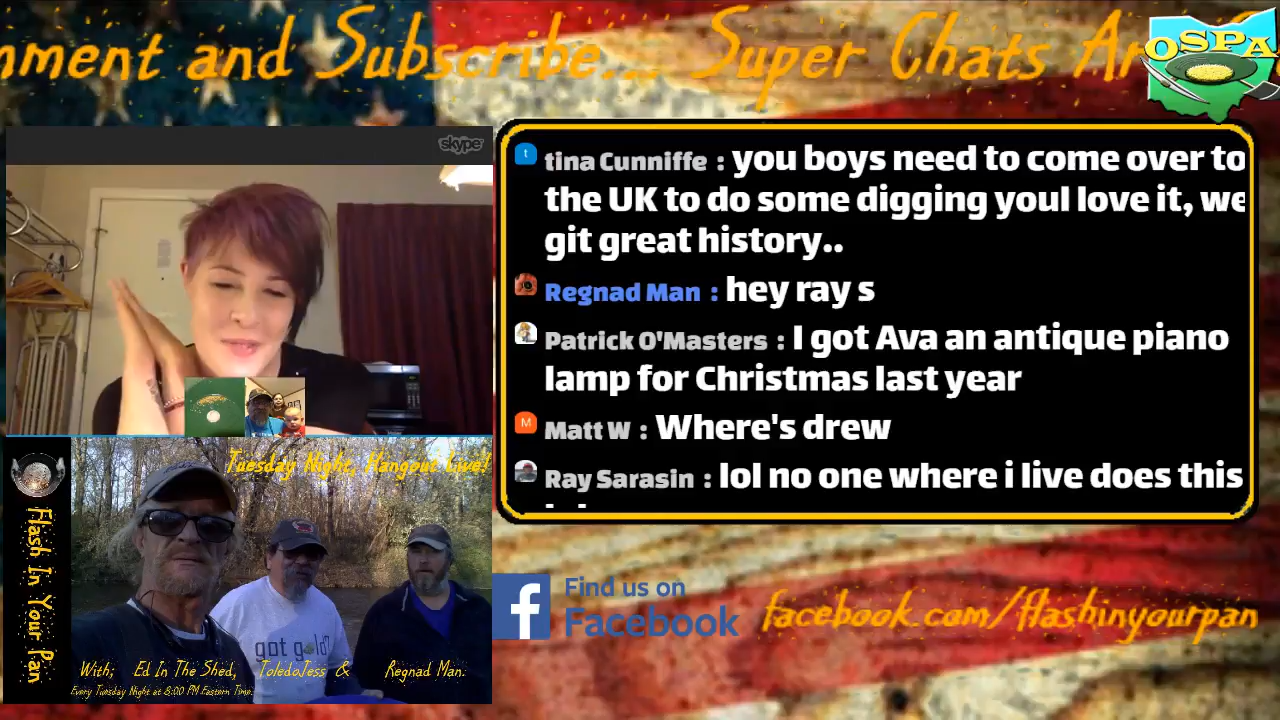 nment and Subscribe... Super Chats Ar
OSPA
skype
tina Cunniffe : you boys need to come over to
the UK to do some digging youl love it, we
git great history..
Regnad Man : hey ray s
Patrick O'Masters : I got Ava an antique piano
lamp for Christmas last year
M Matt W : Where's drew
Ray Sarasin : lol no one where i live does this
Tuesday Night, Hangout Live!
Flash In Your Pan
got gold?
With; Ed In The Shed, ToledoJess & Regnad Man.
Every Tuesday Night at 8:00 PM Eastern Time.
f Find us on
Facebook
facebook.com/flashinyourpan